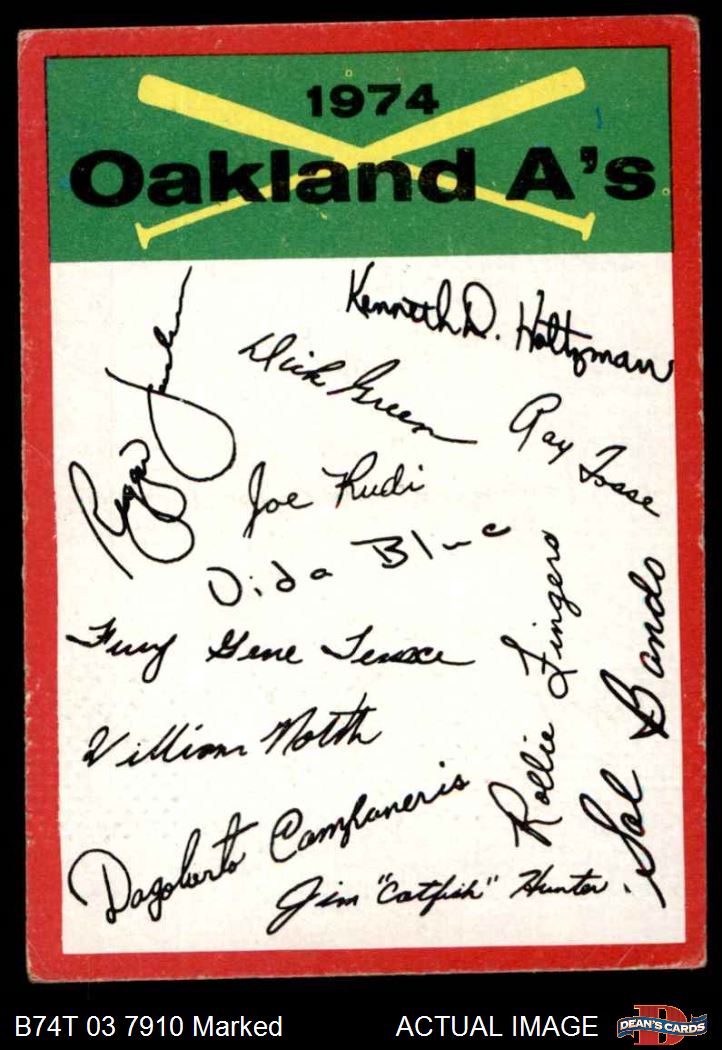 1974
Oakland A's
Kenneth D. Holtzman
Dick Green
Reggie Jackson
Ray Fosse
Joe Rudi
Vida Blue
Rollie Fingers
Sal Bando
Fury Gene Tenace
William North
Dagoberto Campaneris
Jim "Catfish" Hunter.
B74T 03 7910 Marked
ACTUAL IMAGE
D
DEAN'S CARDS